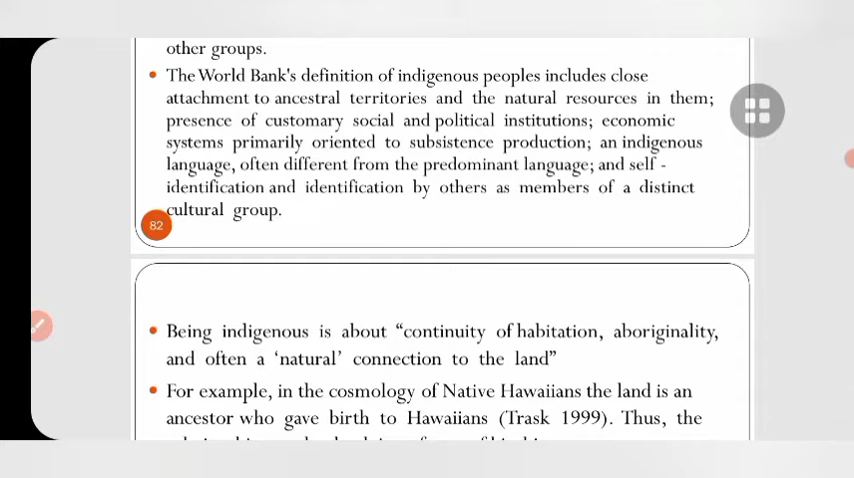 other groups.
The World Bank's definition of indigenous peoples includes close
attachment to ancestral territories and the natural resources in them;
presence of customary social and political institutions; economic
systems primarily oriented to subsistence production; an indigenous
language, often different from the predominant language; and self -
identification and identification by others as members of a distinct
cultural group.
82
Being indigenous is about “continuity of habitation, aboriginality,
and often a ‘natural’ connection to the land”
For example, in the cosmology of Native Hawaiians the land is an
ancestor who gave birth to Hawaiians (Trask 1999). Thus, the